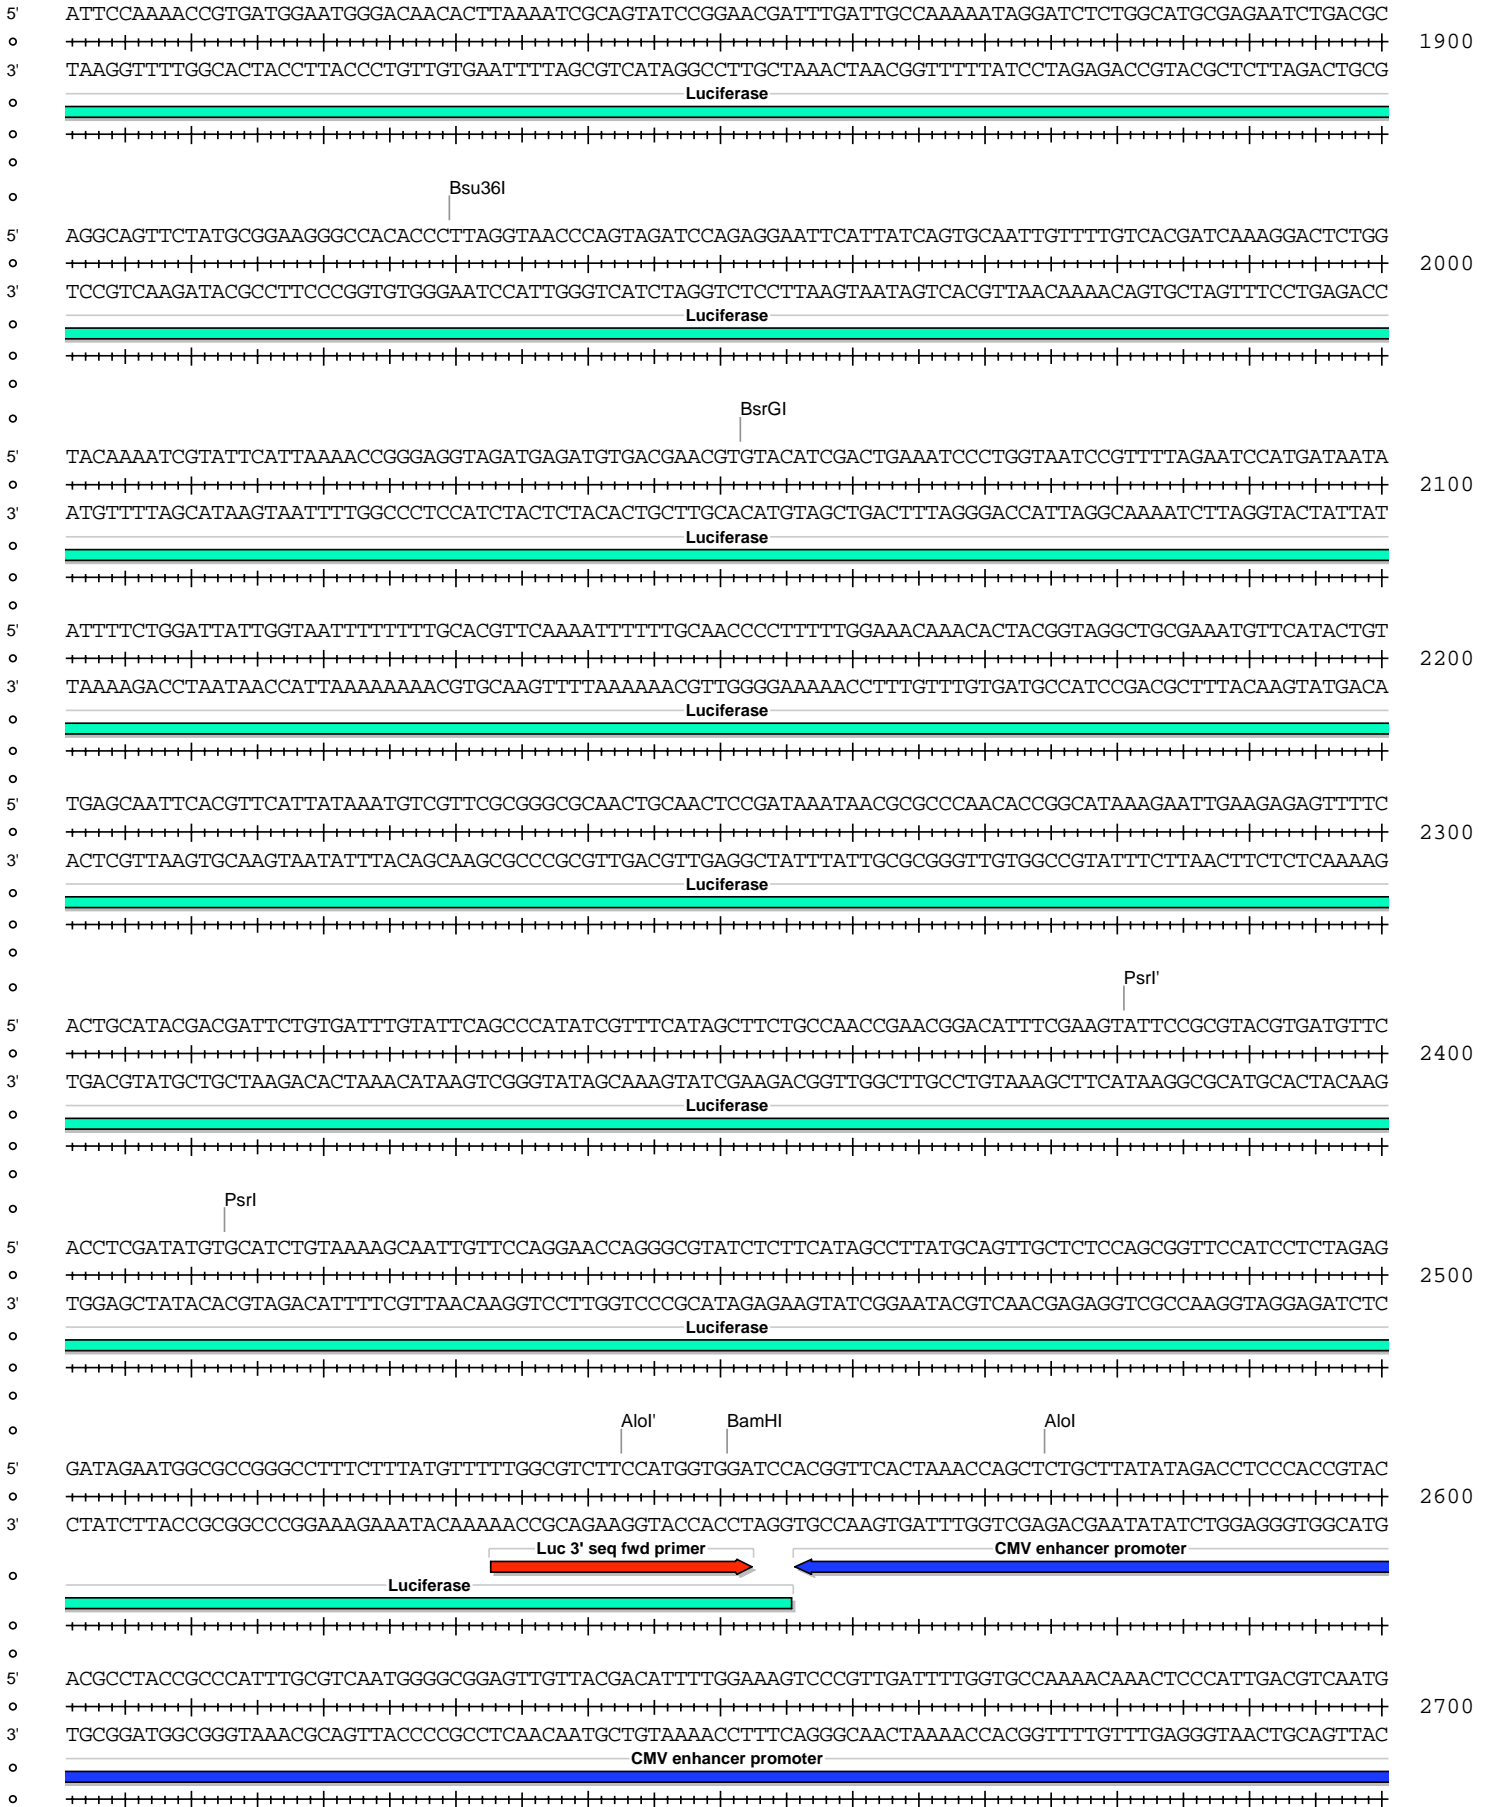 5' ATTCCAAAACCGTGATGGAATGGGACAACACTTAAAATCGCAGTATCCGGAACGATTTGATTGCCAAAAATAGGATCTCTGGCATGCGAGAATCTGACGC
1900
3' TAAGGTTTTGGCACTACCTTACCCTGTTGTGAATTTTAGCGTCATAGGCCTTGCTAAACTAACGGTTTTTATCCTAGAGACCGTACGCTCTTAGACTGCG
Luciferase
Bsu36I
5' AGGCAGTTCTATGCGGAAGGGCCACACCCTTAGGTAACCCAGTAGATCCAGAGGAATTCATTATCAGTGCAATTGTTTTGTCACGATCAAAGGACTCTGG
2000
3' TCCGTCAAGATACGCCTTCCCGGTGTGGGAATCCATTGGGTCATCTAGGTCTCCTTAAGTAATAGTCACGTTAACAAAACAGTGCTAGTTTCCTGAGACC
Luciferase
BsrGI
5' TACAAAATCGTATTCATTAAAACCGGGAGGTAGATGAGATGTGACGAACGTGTACATCGACTGAAATCCCTGGTAATCCGTTTTAGAATCCATGATAATA
2100
3' ATGTTTTAGCATAAGTAATTTTGGCCCTCCATCTACTCTACACTGCTTGCACATGTAGCTGACTTTAGGGACCATTAGGCAAAATCTTAGGTACTATTAT
Luciferase
5' ATTTTCTGGATTATTGGTAATTTTTTTTGCACGTTCAAAATTTTTTGCAACCCCTTTTTGGAAACAAACACTACGGTAGGCTGCGAAATGTTCATACTGT
2200
3' TAAAAGACCTAATAACCATTAAAAAAAACGTGCAAGTTTTAAAAAACGTTGGGGAAAAACCTTTGTTTGTGATGCCATCCGACGCTTTACAAGTATGACA
Luciferase
5' TGAGCAATTCACGTTCATTATAAATGTCGTTCGCGGGCGCAACTGCAACTCCGATAAATAACGCGCCCAACACCGGCATAAAGAATTGAAGAGAGTTTTC
2300
3' ACTCGTTAAGTGCAAGTAATATTTACAGCAAGCGCCCGCGTTGACGTTGAGGCTATTTATTGCGCGGGTTGTGGCCGTATTTCTTAACTTCTCTCAAAAG
Luciferase
PsrI'
5' ACTGCATACGACGATTCTGTGATTTGTATTCAGCCCATATCGTTTCATAGCTTCTGCCAACCGAACGGACATTTCGAAGTATTCCGCGTACGTGATGTTC
2400
3' TGACGTATGCTGCTAAGACACTAAACATAAGTCGGGTATAGCAAAGTATCGAAGACGGTTGGCTTGCCTGTAAAGCTTCATAAGGCGCATGCACTACAAG
Luciferase
PsrI
5' ACCTCGATATGTGCATCTGTAAAAGCAATTGTTCCAGGAACCAGGGCGTATCTCTTCATAGCCTTATGCAGTTGCTCTCCAGCGGTTCCATCCTCTAGAG
2500
3' TGGAGCTATACACGTAGACATTTTCGTTAACAAGGTCCTTGGTCCCGCATAGAGAAGTATCGGAATACGTCAACGAGAGGTCGCCAAGGTAGGAGATCTC
Luciferase
AloI' BamHI AloI
5' GATAGAATGGCGCCGGGCCTTTCTTTATGTTTTTGGCGTCTTCCATGGTGGATCCACGGTTCACTAAACCAGCTCTGCTTATATAGACCTCCCACCGTAC
2600
3' CTATCTTACCGCGGCCCGGAAAGAAATACAAAAACCGCAGAAGGTACCACCTAGGTGCCAAGTGATTTGGTCGAGACGAATATATCTGGAGGGTGGCATG
Luc 3' seq fwd primer CMV enhancer promoter
Luciferase
5' ACGCCTACCGCCCATTTGCGTCAATGGGGCGGAGTTGTTACGACATTTTGGAAAGTCCCGTTGATTTTGGTGCCAAAACAAACTCCCATTGACGTCAATG
2700
3' TGCGGATGGCGGGTAAACGCAGTTACCCCGCCTCAACAATGCTGTAAAACCTTTCAGGGCAACTAAAACCACGGTTTTGTTTGAGGGTAACTGCAGTTAC
CMV enhancer promoter